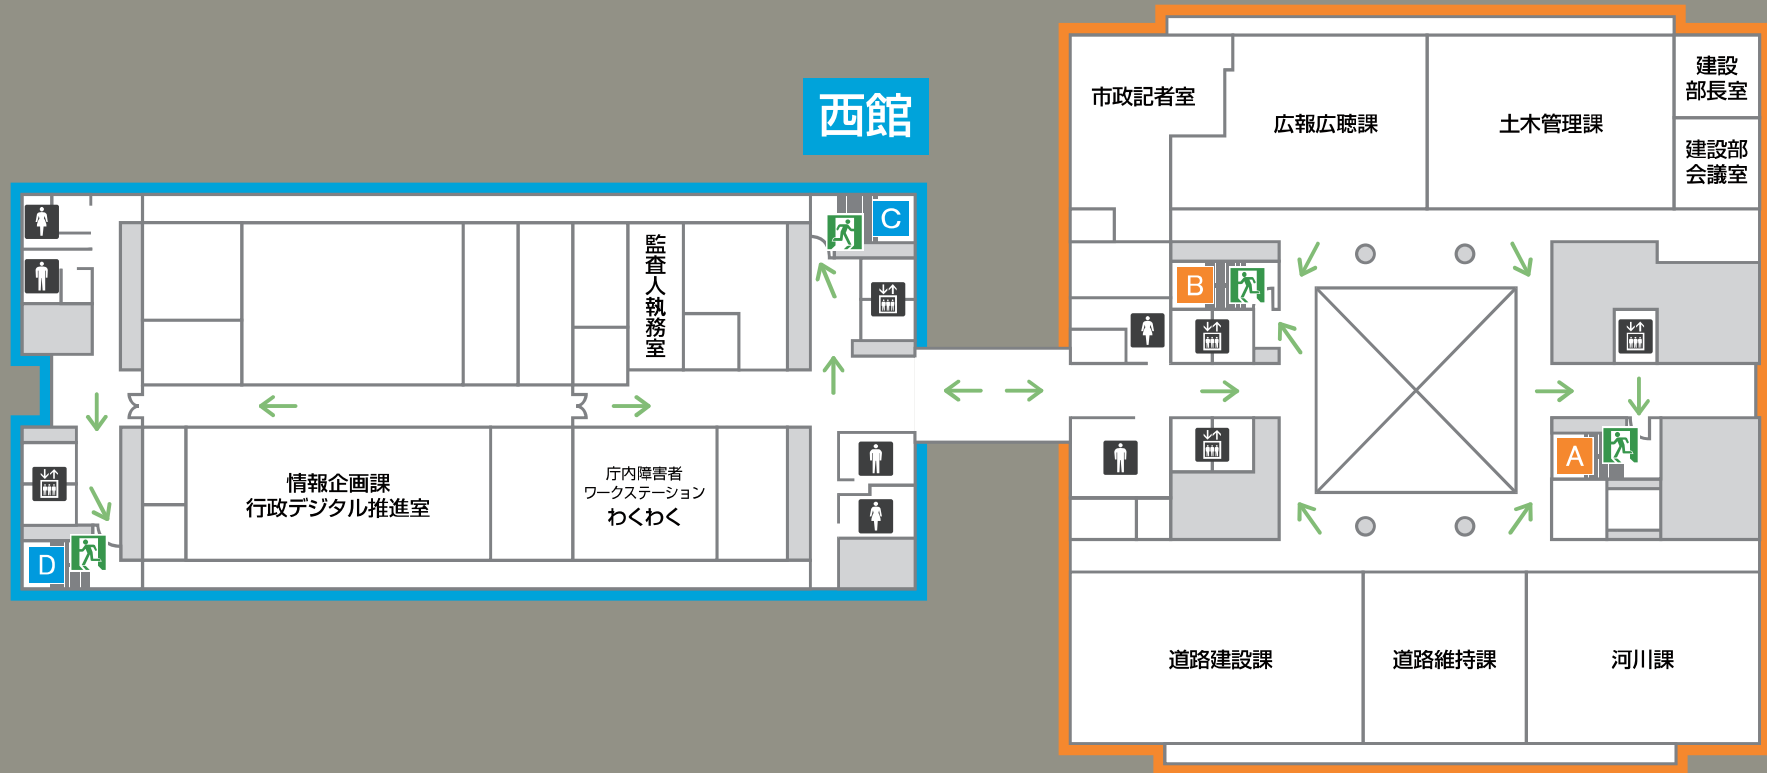 西館
C
監査人執務室
情報企画課
行政デジタル推進室
庁内障害者
ワークステーション
わくわく
D
市政記者室
広報広聴課
土木管理課
建設
部長室
建設部
会議室
B
A
道路建設課
道路維持課
河川課